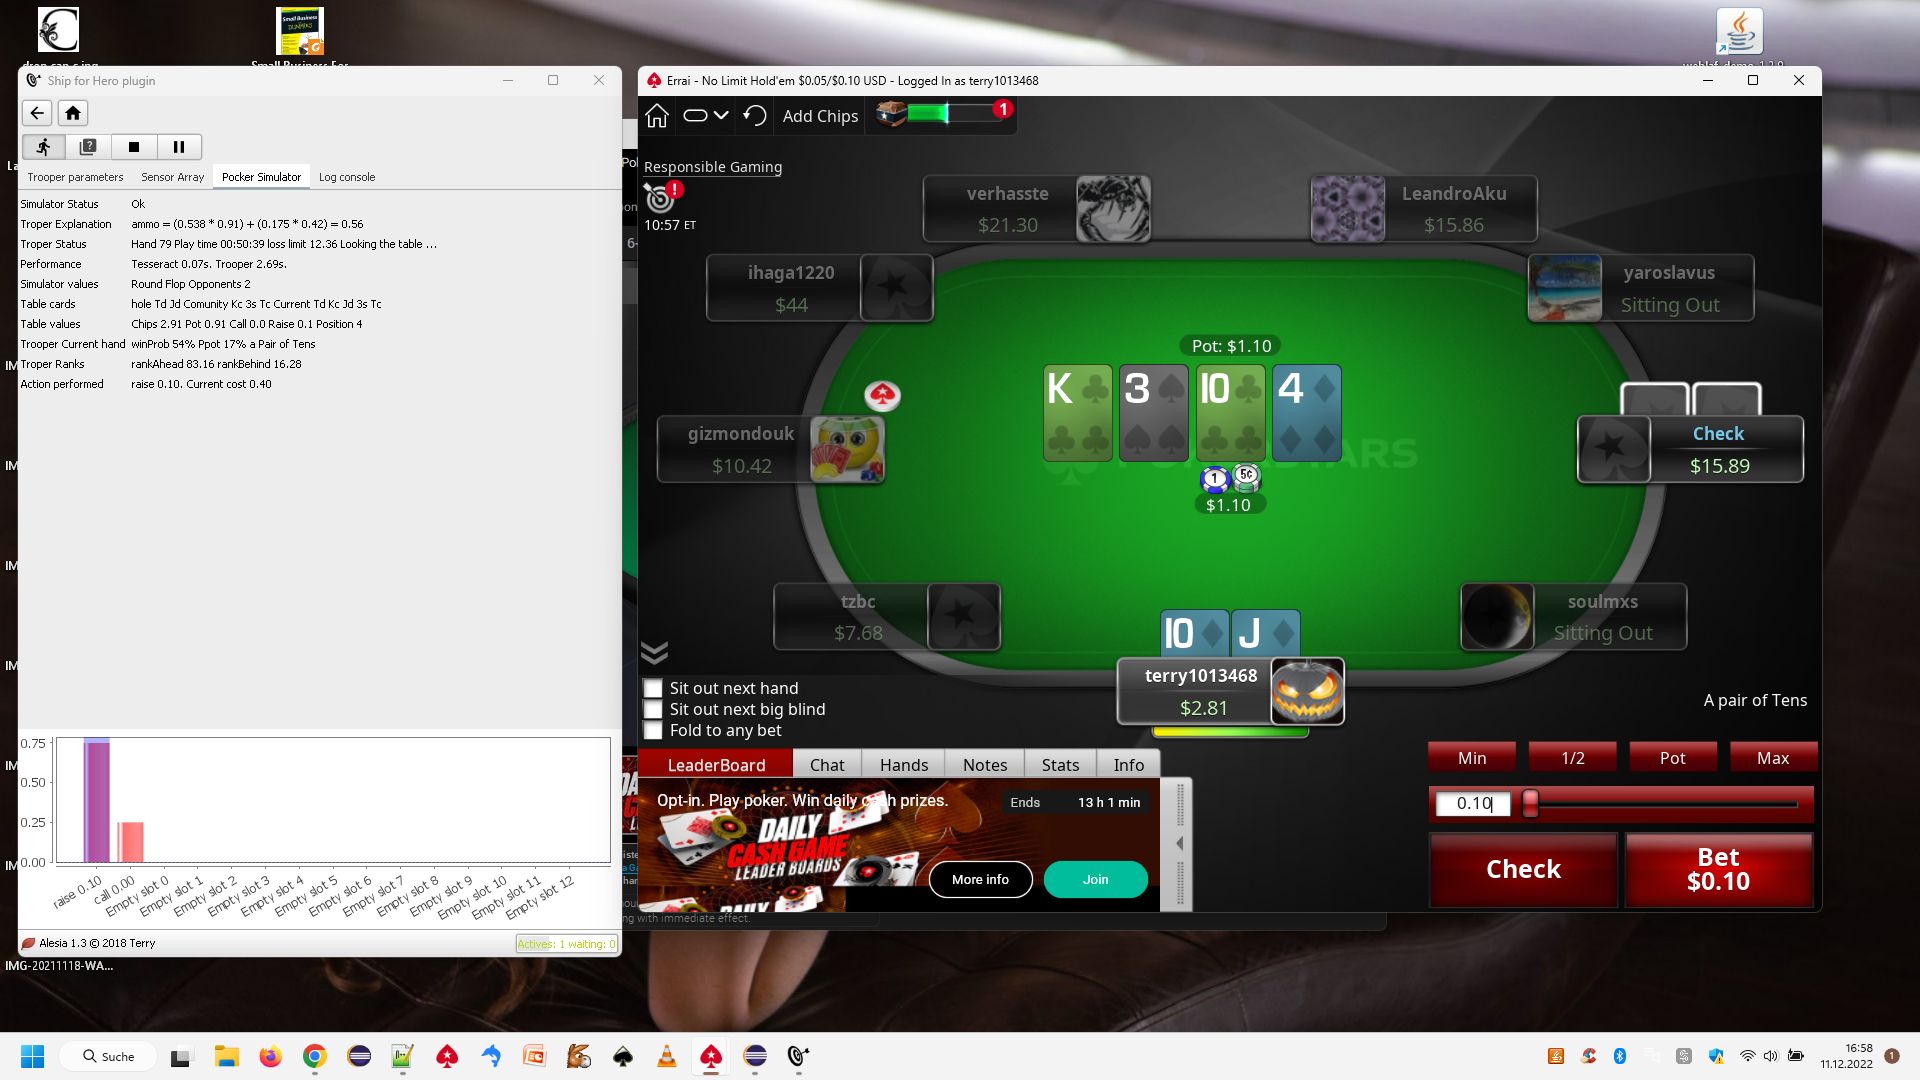 Ship for Hero plugin
Trooper parameters
Sensor Array
Pocker Simulator
Log console
Simulator Status Ok
Troper Explanation ammo = (0.538 * 0.91) + (0.175 * 0.42) = 0.56
Troper Status Hand 79 Play time 00:50:39 loss limit 12.36 Looking the table ...
Performance Tesseract 0.07s. Trooper 2.69s.
Simulator values Round Flop Opponents 2
Table cards hole Td Jd Comunity Kc 3s Tc Current Td Kc Jd 3s Tc
Table values Chips 2.91 Pot 0.91 Call 0.0 Raise 0.1 Position 4
Trooper Current hand winProb 54% Ppot 17% a Pair of Tens
Troper Ranks rankAhead 83.16 rankBehind 16.28
Action performed raise 0.10. Current cost 0.40
0.75
0.50
0.25
0.00
raise 0.10
call 0.00
Empty slot 0
Empty slot 1
Empty slot 2
Empty slot 3
Empty slot 4
Empty slot 5
Empty slot 6
Empty slot 7
Empty slot 8
Empty slot 9
Empty slot 10
Empty slot 11
Empty slot 12
Alesia 1.3 © 2018 Terry
Actives: 1 waiting: 0
IMG-20211118-WA...
Errai - No Limit Hold'em $0.05/$0.10 USD - Logged In as terry1013468
Add Chips
1
Responsible Gaming
10:57 ET
verhasste
$21.30
LeandroAku
$15.86
ihaga1220
$44
yaroslavus
Sitting Out
Pot: $1.10
K
3
10
4
gizmondouk
$10.42
Check
$15.89
1
5¢
$1.10
tzbc
$7.68
soulmxs
Sitting Out
10
J
terry1013468
$2.81
Sit out next hand
Sit out next big blind
Fold to any bet
A pair of Tens
LeaderBoard
Chat
Hands
Notes
Stats
Info
Opt-in. Play poker. Win daily cash prizes.
Ends 13 h 1 min
DAILY
CASH GAME
LEADER BOARDS
More info
Join
Min
1/2
Pot
Max
0.10
Check
Bet
$0.10
ng with immediate effect.
Suche
16:58
11.12.2022
1